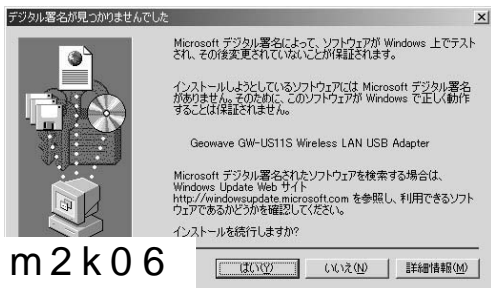 デジタル署名が見つかりませんでした
Microsoft デジタル署名によって、ソフトウェアが Windows 上でテスト
され、その後変更されていないことが保証されます。
インストールしようとしているソフトウェアには Microsoft デジタル署名
がありません。そのために、このソフトウェアが Windows で正しく動作
することは保証されません。
Geowave GW-US11S Wireless LAN USB Adapter
Microsoft デジタル署名されたソフトウェアを検索する場合は、
Windows Update Web サイト
http://windowsupdate.microsoft.com を参照し、利用できるソフト
ウェアであるかどうかを確認してください。
インストールを続行しますか?
m2k06
はい(Y) いいえ(N) 詳細情報(M)